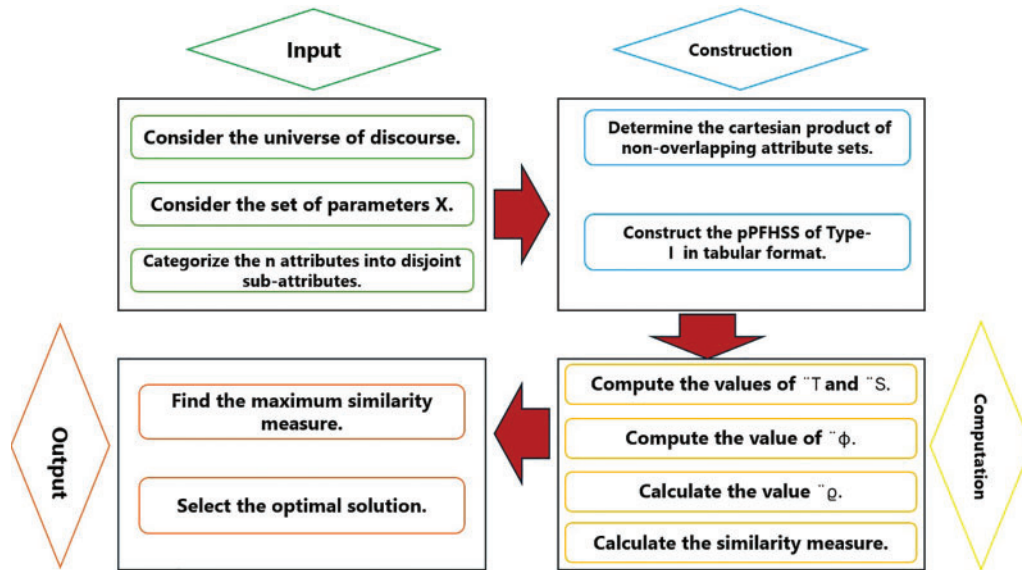 Input
Consider the universe of discourse.
Consider the set of parameters X.
Categorize the n attributes into disjoint
sub-attributes.
Construction
Determine the cartesian product of
non-overlapping attribute sets.
Construct the pPFHSS of Type-
I in tabular format.
Computation
Compute the values of ¨T and ¨S.
Compute the value of ¨ϕ.
Calculate the value ¨ϱ.
Calculate the similarity measure.
Output
Find the maximum similarity
measure.
Select the optimal solution.